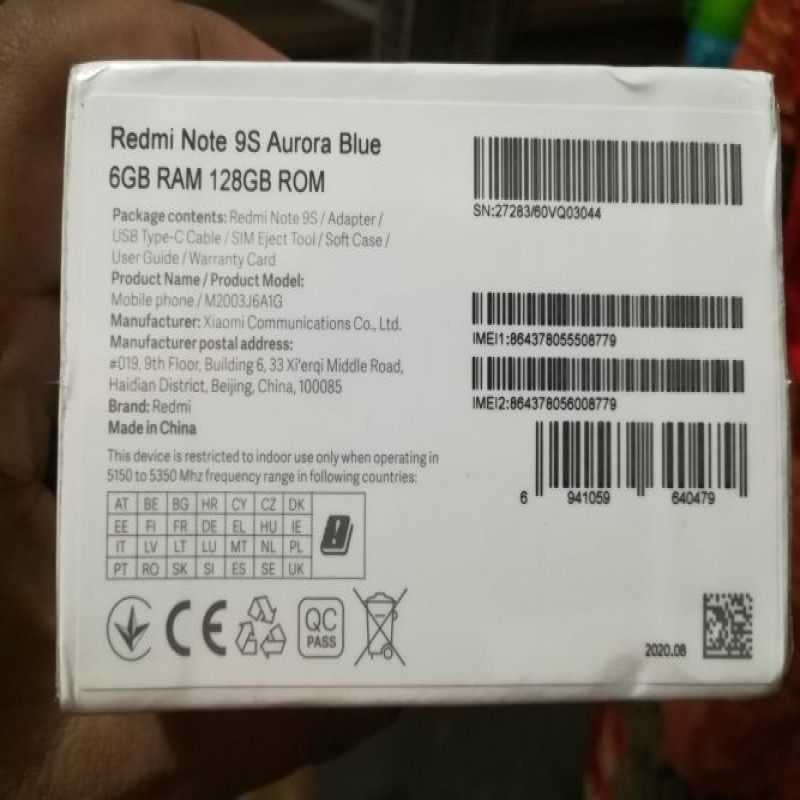 Redmi Note 9S Aurora Blue
6GB RAM 128GB ROM
Package contents: Redmi Note 9S / Adapter /
USB Type-C Cable / SIM Eject Tool / Soft Case /
User Guide / Warranty Card
Product Name / Product Model:
Mobile phone / M2003J6A1G
Manufacturer: Xiaomi Communications Co., Ltd.
Manufacturer postal address:
#019, 9th Floor, Building 6, 33 Xi'erqi Middle Road,
Haidian District, Beijing, China, 100085
Brand: Redmi
Made in China
This device is restricted to indoor use only when operating in
5150 to 5350 Mhz frequency range in following countries:
AT BE BG HR CY CZ DK
EE FI FR DE EL HU IE
IT LV LT LU MT NL PL
PT RO SK SI ES SE UK
CE
QC
PASS
SN:27283/60VQ03044
IMEI1:864378055508779
IMEI2:864378056008779
6 941059 640479
2020.08